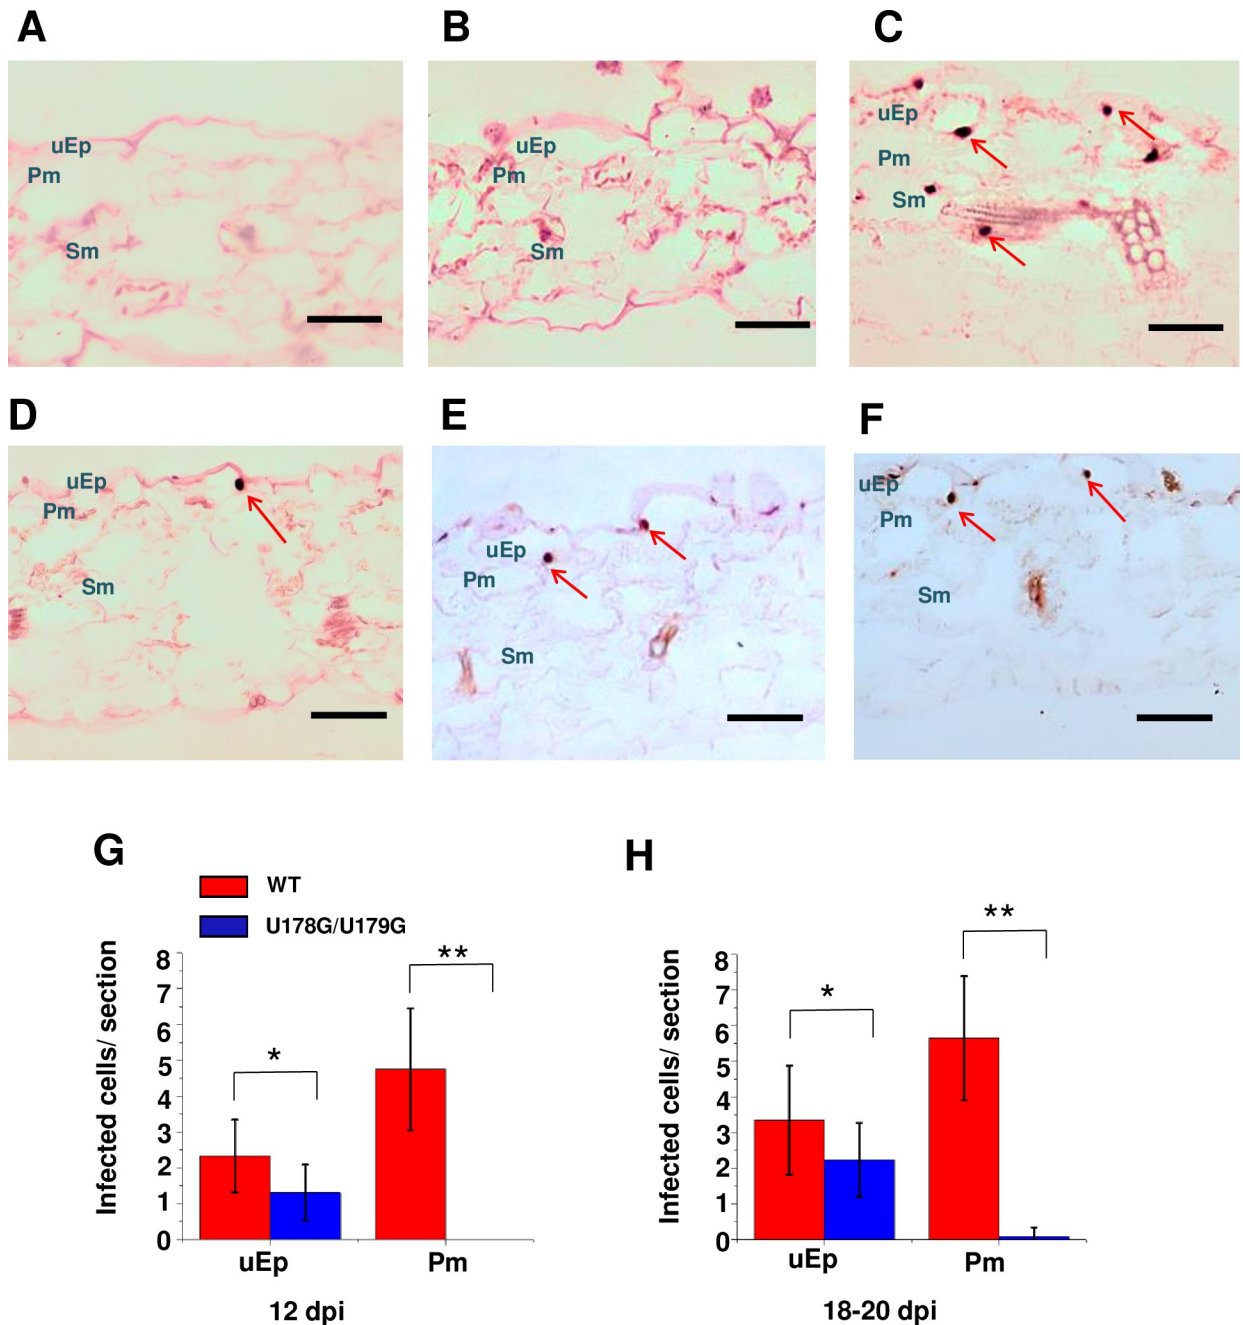 A
B
C
uEp
Pm
Sm
uEp
Pm
Sm
uEp
Pm
Sm
D
E
F
uEp
Pm
Sm
uEp
Pm
Sm
uEp
Pm
Sm
G
H
WT
U178G/U179G
Infected cells/ section
8
7
6
5
4
3
2
1
0
*
**
uEp
Pm
12 dpi
Infected cells/ section
8
7
6
5
4
3
2
1
0
*
**
uEp
Pm
18-20 dpi